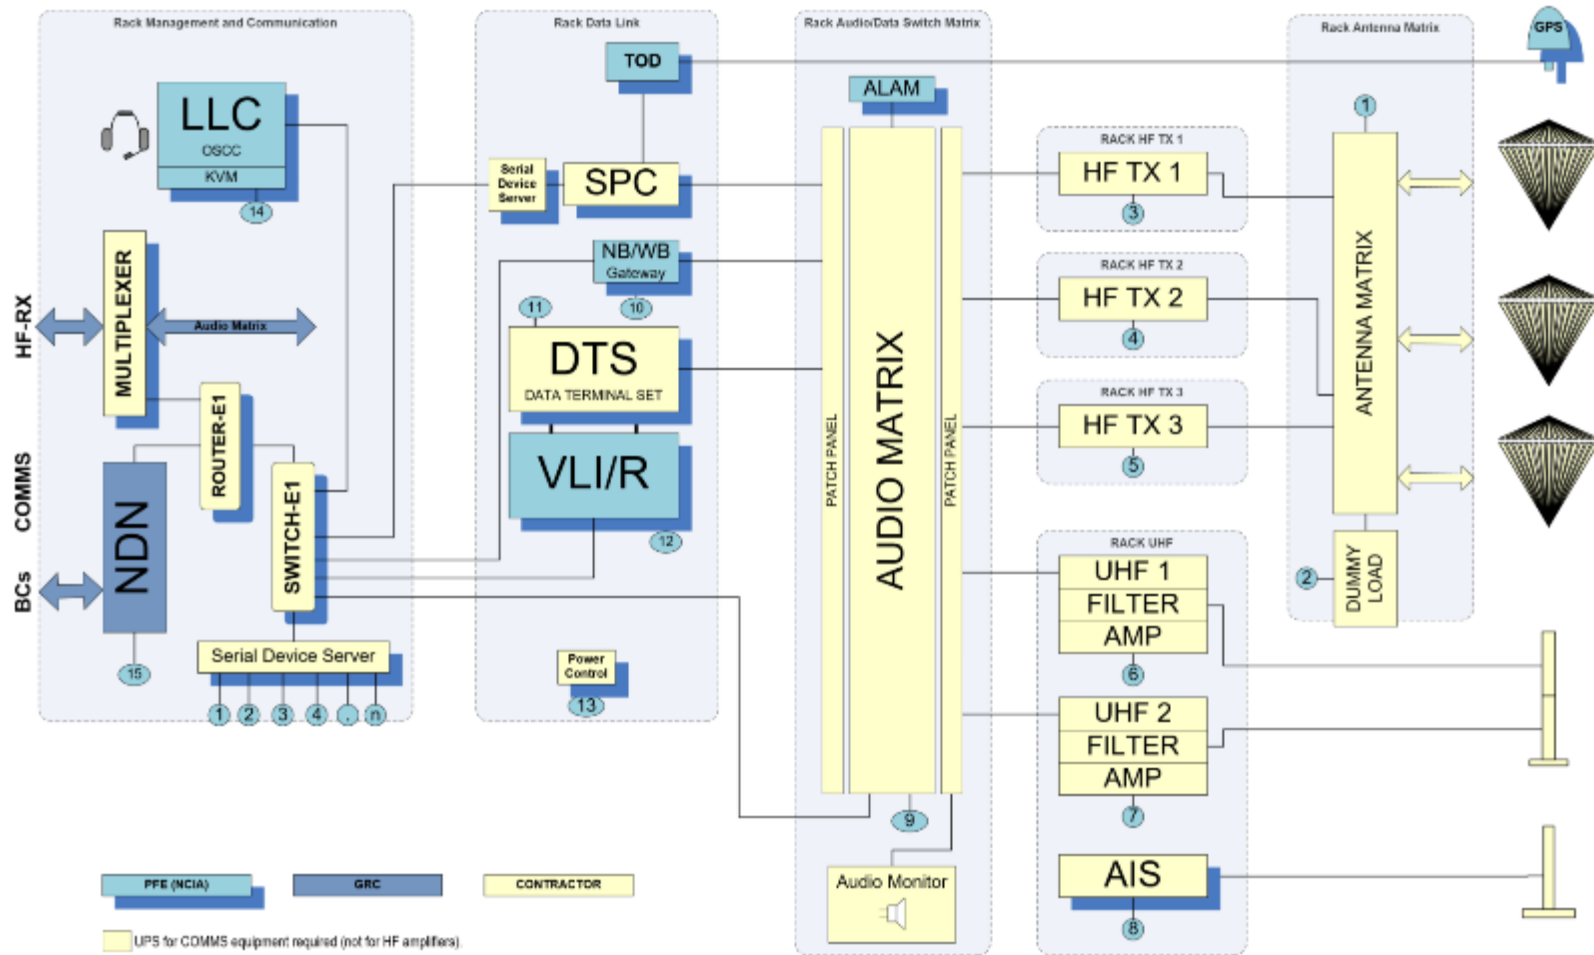 Rack Management and Communication
Rack Data Link
Rack Audio/Data Switch Matrix
Rack Antenna Matrix
GPS
LLC
OSCC
KVM
14
HF-RX
MULTIPLEXER
Audio Matrix
ROUTER-E1
COMMS
NDN
SWITCH-E1
BCs
15
Serial Device Server
1
2
3
4
.
n
TOD
Serial
Device
Server
SPC
NB/WB
Gateway
10
11
DTS
DATA TERMINAL SET
VLI/R
12
Power
Control
13
ALAM
PATCH PANEL
AUDIO MATRIX
PATCH PANEL
9
Audio Monitor
RACK HF TX 1
HF TX 1
3
RACK HF TX 2
HF TX 2
4
RACK HF TX 3
HF TX 3
5
RACK UHF
UHF 1
FILTER
AMP
6
UHF 2
FILTER
AMP
7
AIS
8
1
ANTENNA MATRIX
2
DUMMY
LOAD
PFE (NCIA)
GRC
CONTRACTOR
UPS for COMMS equipment required (not for HF amplifiers).